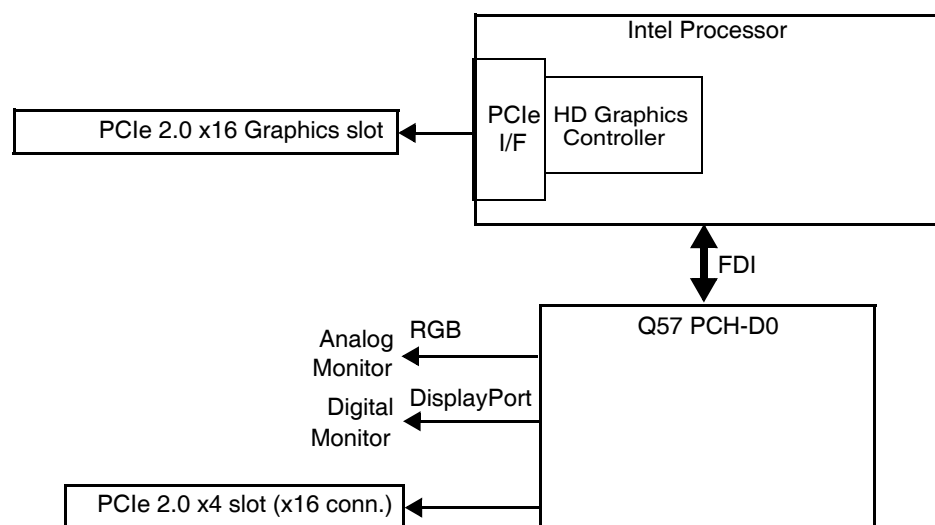 Intel Processor
PCIe 2.0 x16 Graphics slot
PCIe
I/F
HD Graphics
Controller
FDI
Q57 PCH-D0
Analog
Monitor
RGB
Digital
Monitor
DisplayPort
PCIe 2.0 x4 slot (x16 conn.)